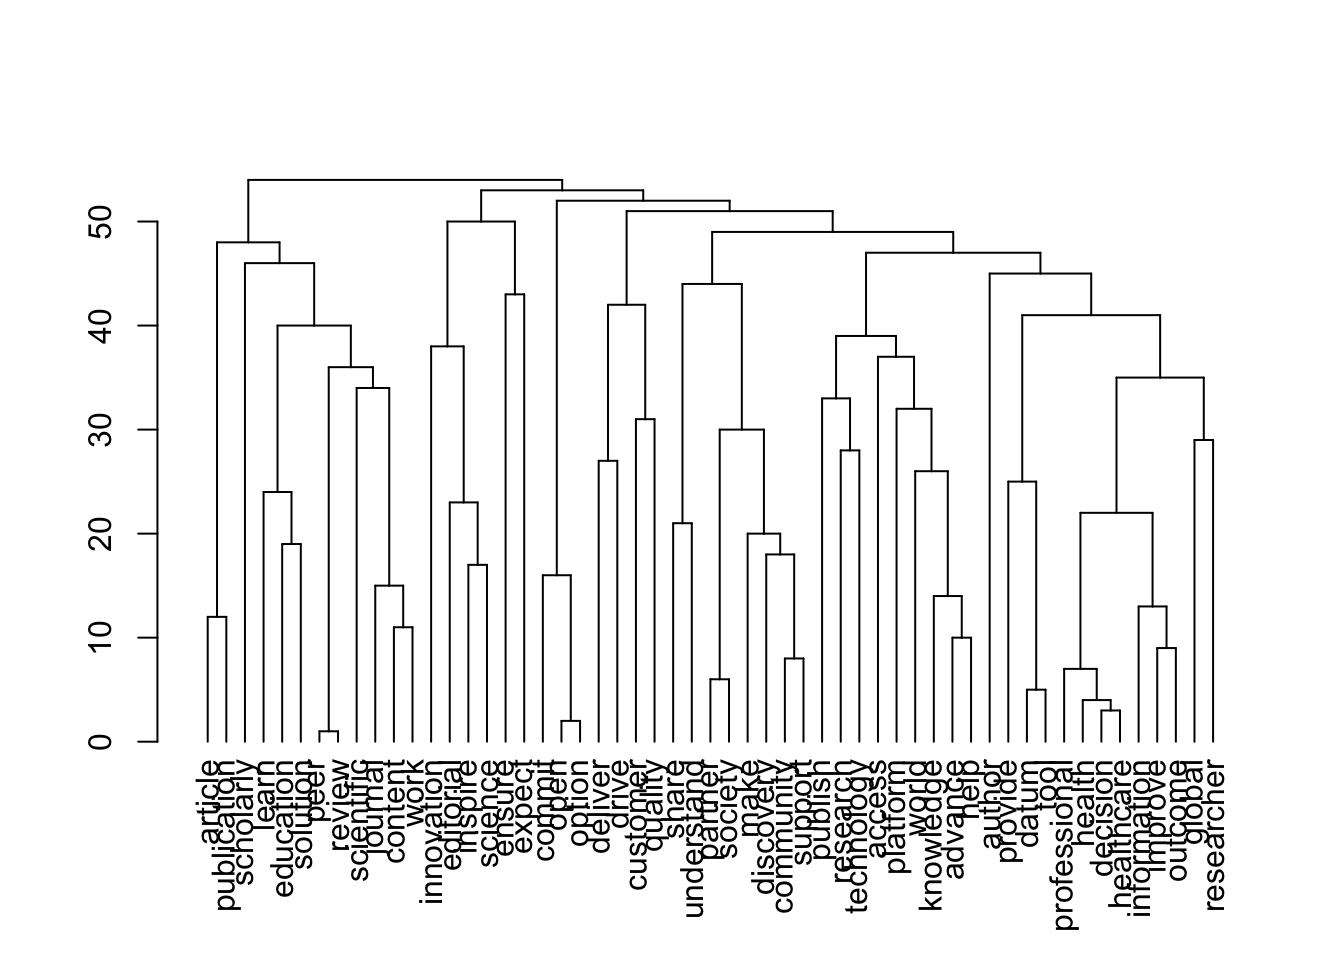 50
40
30
20
10
0
article
publication
scholarly
learn
education
solution
peer
review
scientific
journal
content
work
innovation
editorial
inspire
science
ensure
expect
commit
open
option
deliver
drive
customer
quality
share
understand
partner
society
make
discovery
community
support
publish
research
technology
access
platform
world
knowledge
advance
help
author
provide
datum
tool
professional
health
decision
healthcare
information
improve
outcome
global
researcher